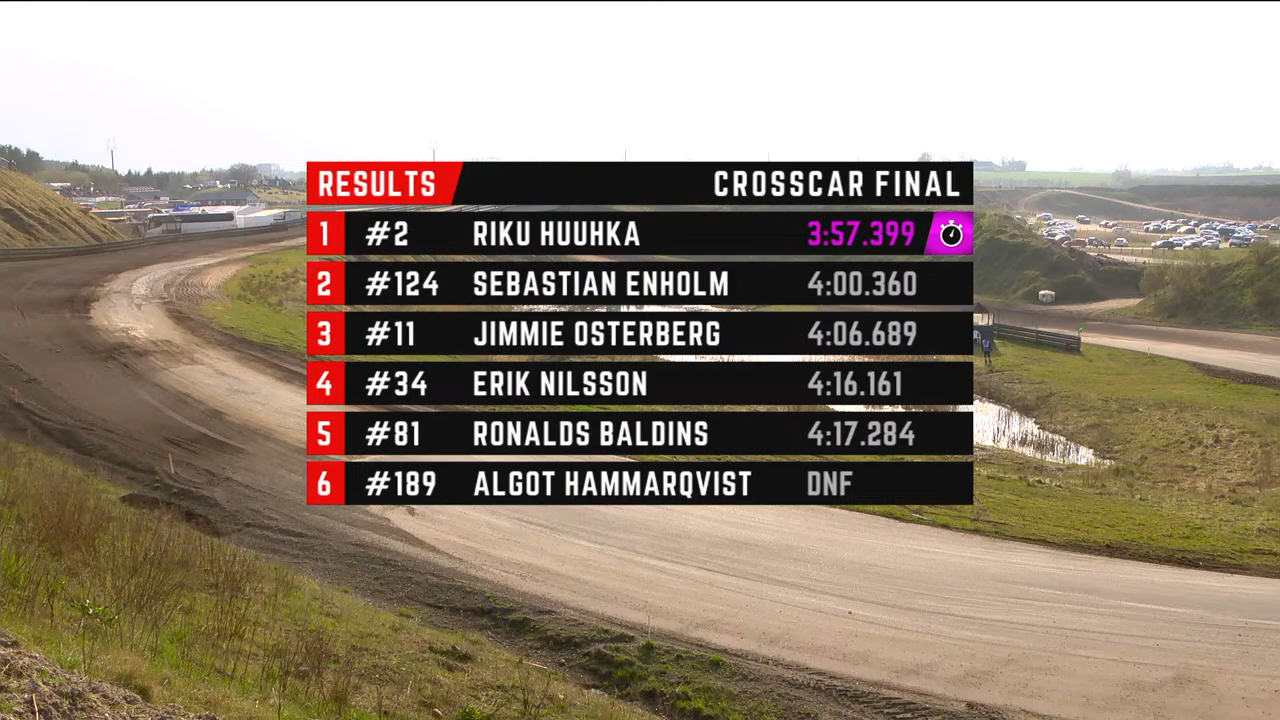 RESULTS CROSSCAR FINAL
1 #2 RIKU HUUHKA 3:57.399
2 #124 SEBASTIAN ENHOLM 4:00.360
3 #11 JIMMIE OSTERBERG 4:06.689
4 #34 ERIK NILSSON 4:16.161
5 #81 RONALDS BALDINS 4:17.284
6 #189 ALGOT HAMMARQVIST DNF